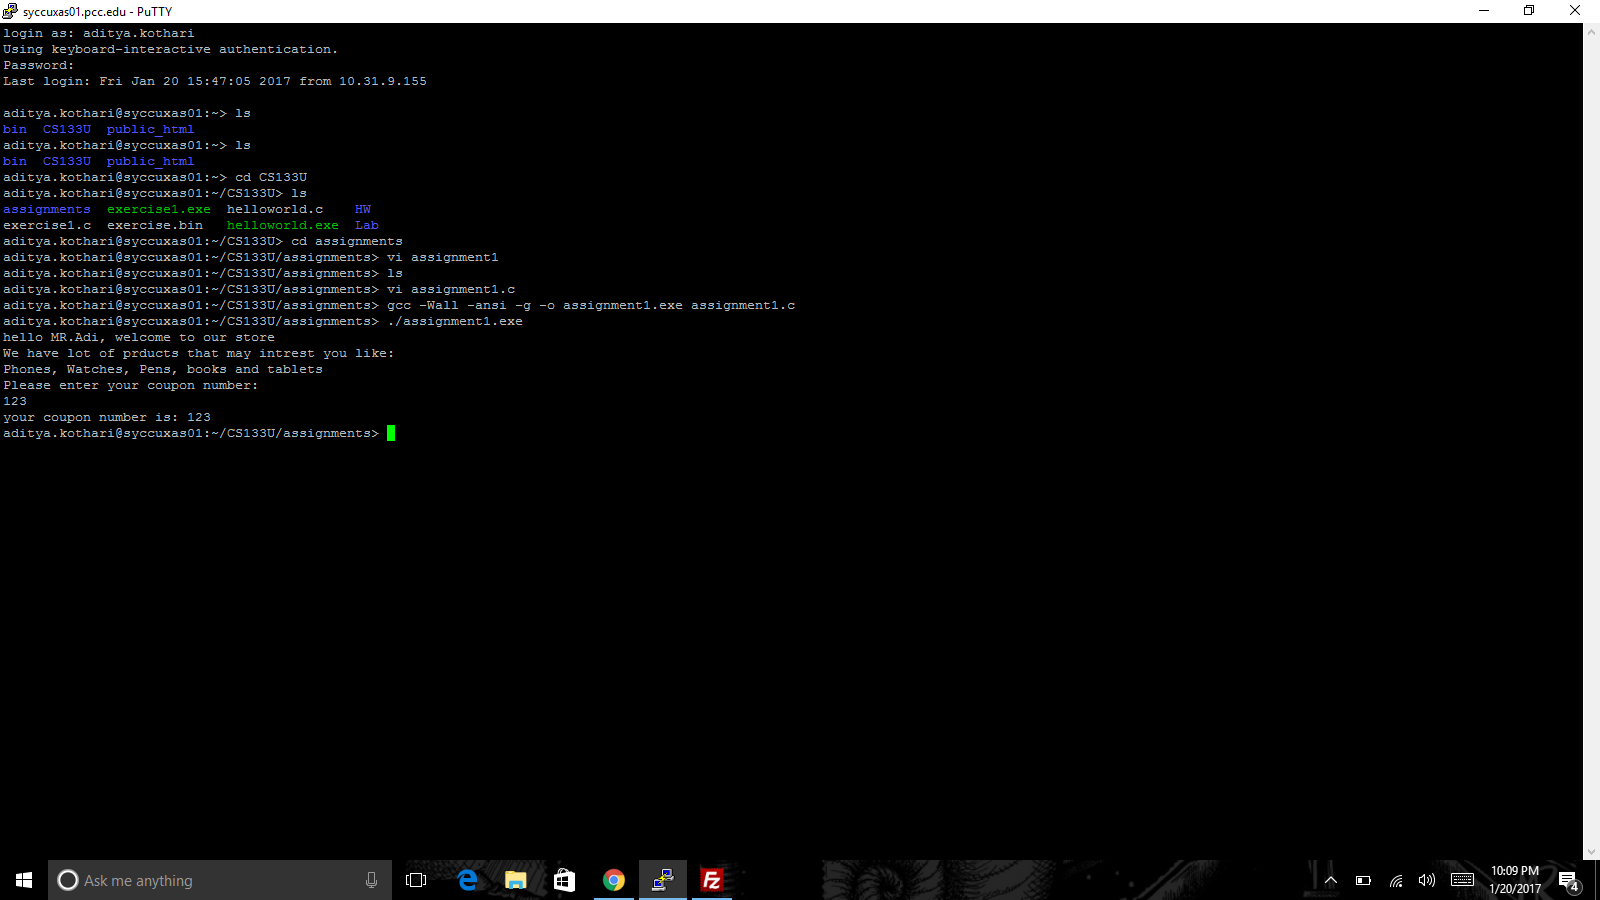 syccuxas01.pcc.edu - PuTTY
login as: aditya.kothari
Using keyboard-interactive authentication.
Password:
Last login: Fri Jan 20 15:47:05 2017 from 10.31.9.155
aditya.kothari@syccuxas01:~> ls
bin  CS133U  public_html
aditya.kothari@syccuxas01:~> ls
bin  CS133U  public_html
aditya.kothari@syccuxas01:~> cd CS133U
aditya.kothari@syccuxas01:~/CS133U> ls
assignments  exercise1.exe  helloworld.c    HW
exercise1.c  exercise.bin   helloworld.exe  Lab
aditya.kothari@syccuxas01:~/CS133U> cd assignments
aditya.kothari@syccuxas01:~/CS133U/assignments> vi assignment1
aditya.kothari@syccuxas01:~/CS133U/assignments> ls
aditya.kothari@syccuxas01:~/CS133U/assignments> vi assignment1.c
aditya.kothari@syccuxas01:~/CS133U/assignments> gcc -Wall -ansi -g -o assignment1.exe assignment1.c
aditya.kothari@syccuxas01:~/CS133U/assignments> ./assignment1.exe
hello MR.Adi, welcome to our store
We have lot of prducts that may intrest you like:
Phones, Watches, Pens, books and tablets
Please enter your coupon number:
123
your coupon number is: 123
aditya.kothari@syccuxas01:~/CS133U/assignments>
Ask me anything
10:09 PM
1/20/2017
4